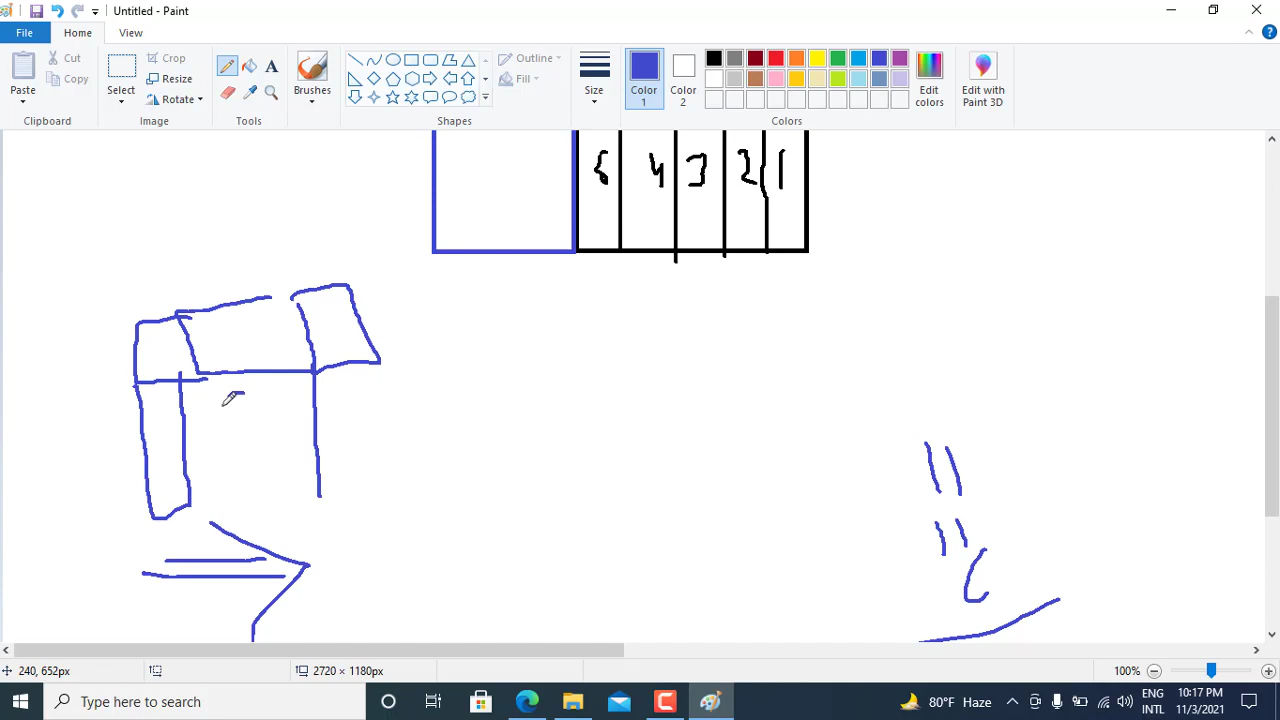 Untitled - Paint
File
Home
View
Paste
Cut
Copy
Clipboard
Select
Crop
Resize
Rotate
Image
Tools
Brushes
Shapes
Outline
Fill
Size
Color 1
Color 2
Edit colors
Edit with Paint 3D
Colors
4 3 2 1
240, 652px
2720 × 1180px
100%
Type here to search
80°F Haze
ENG
INTL
10:17 PM
11/3/2021